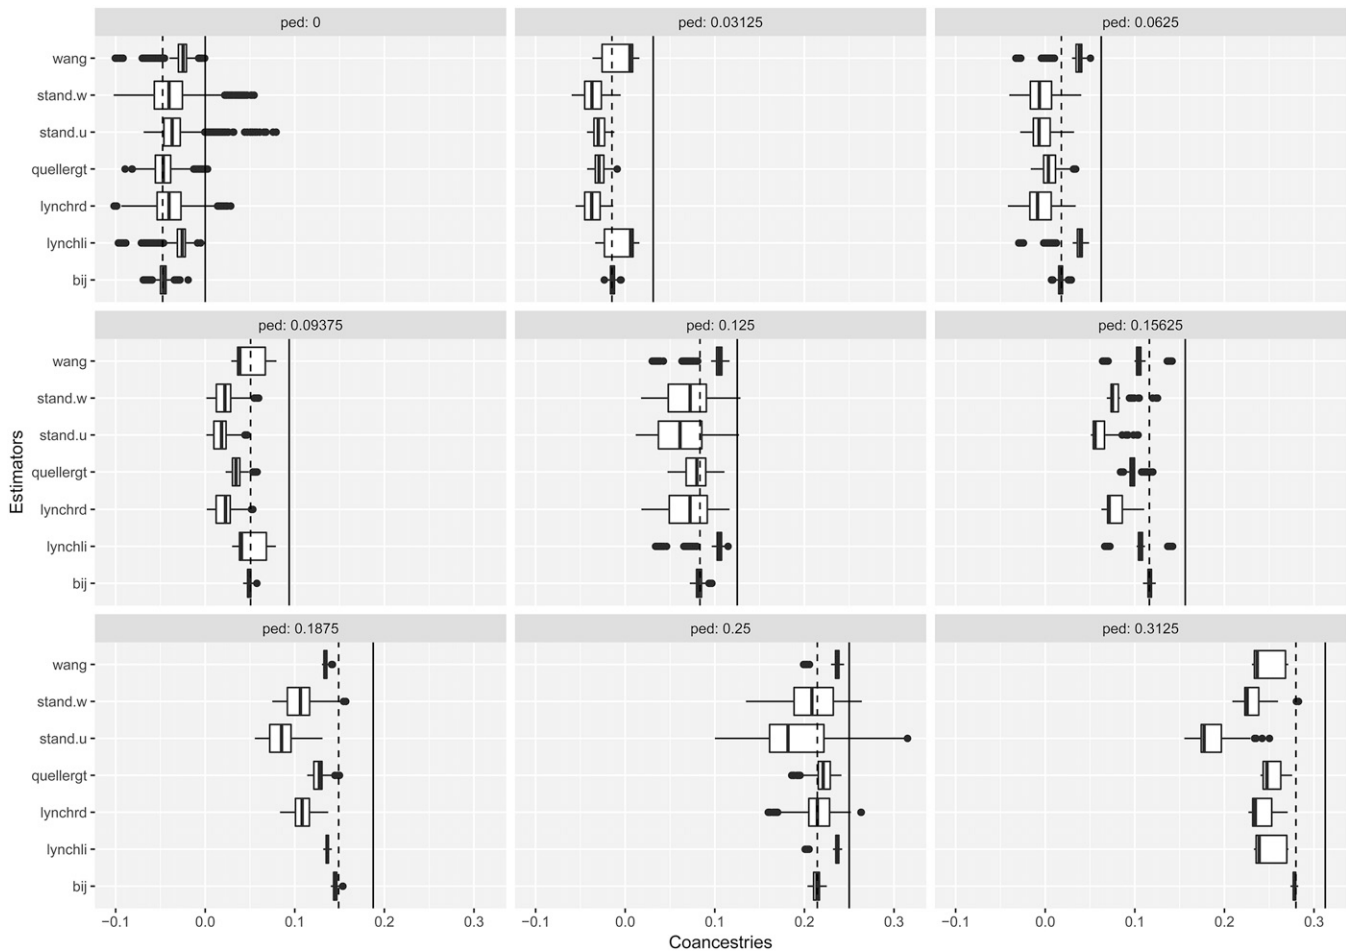 ped: 0
ped: 0.03125
ped: 0.0625
wang
stand.w
stand.u
quellergt
lynchrd
lynchli
bij
ped: 0.09375
ped: 0.125
ped: 0.15625
wang
stand.w
stand.u
quellergt
lynchrd
lynchli
bij
ped: 0.1875
ped: 0.25
ped: 0.3125
wang
stand.w
stand.u
quellergt
lynchrd
lynchli
bij
Estimators
−0.1 0.0 0.1 0.2 0.3 −0.1 0.0 0.1 0.2 0.3 −0.1 0.0 0.1 0.2 0.3
Coancestries